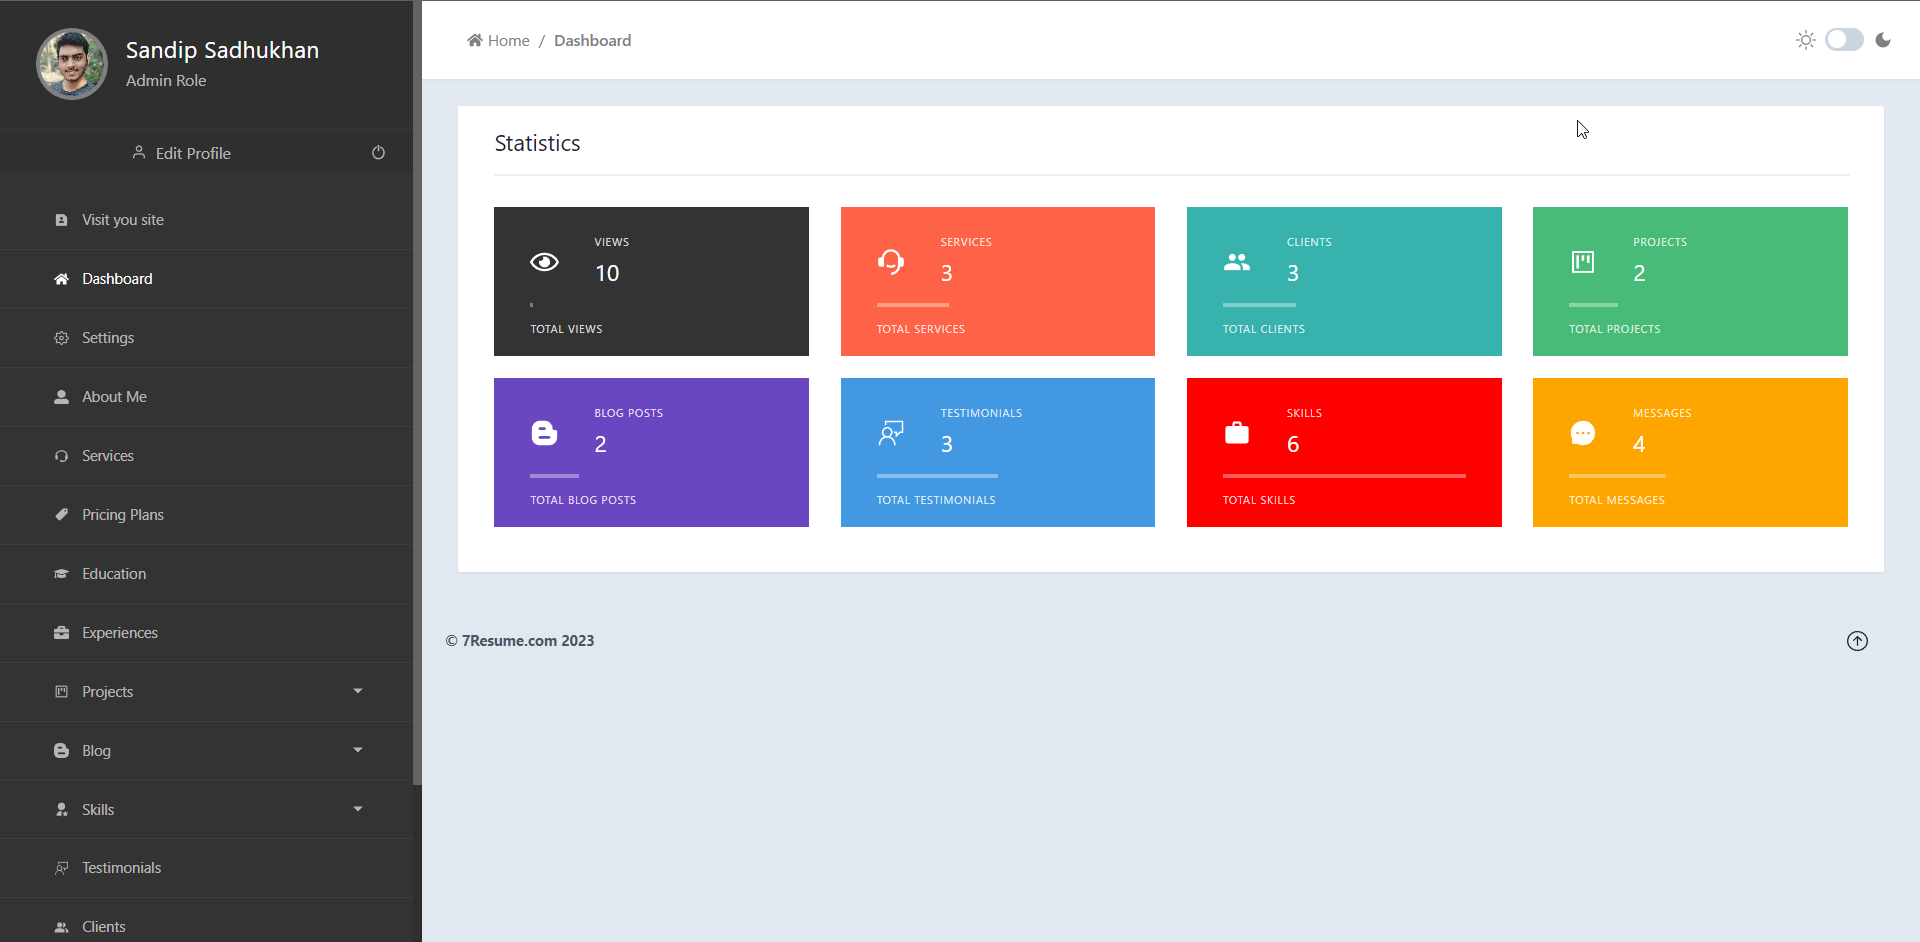 Sandip Sadhukhan
Admin Role
Edit Profile
Visit you site
Dashboard
Settings
About Me
Services
Pricing Plans
Education
Experiences
Projects
Blog
Skills
Testimonials
Clients
Home / Dashboard
Statistics
VIEWS
10
TOTAL VIEWS
SERVICES
3
TOTAL SERVICES
CLIENTS
3
TOTAL CLIENTS
PROJECTS
2
TOTAL PROJECTS
BLOG POSTS
2
TOTAL BLOG POSTS
TESTIMONIALS
3
TOTAL TESTIMONIALS
SKILLS
6
TOTAL SKILLS
MESSAGES
4
TOTAL MESSAGES
© 7Resume.com 2023